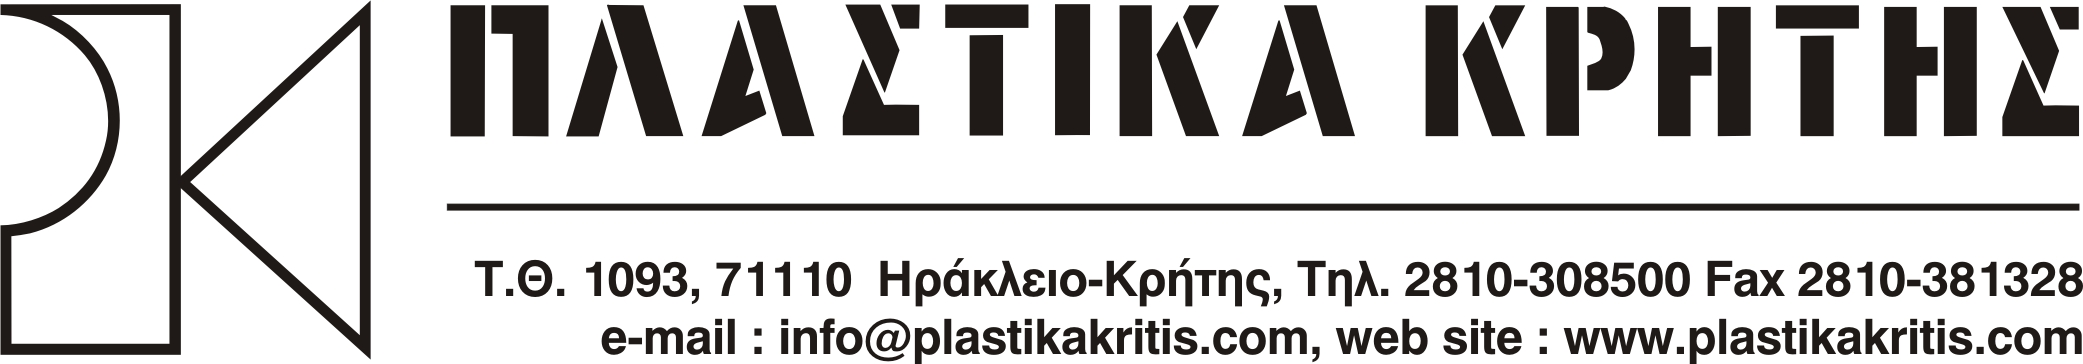 ΠΛΑΣΤΙΚΑ ΚΡΗΤΗΣ
Τ.Θ. 1093, 71110 Ηράκλειο-Κρήτης, Τηλ. 2810-308500 Fax 2810-381328
e-mail : info@plastikakritis.com, web site : www.plastikakritis.com